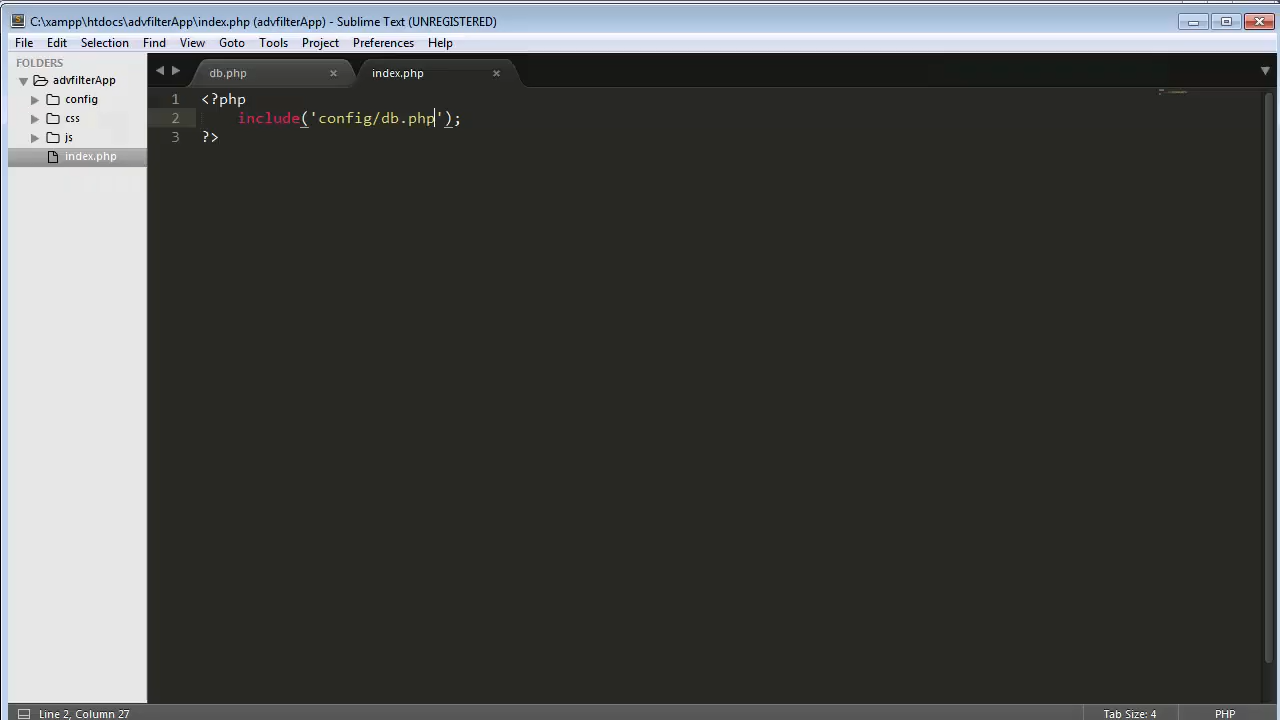 C:\xampp\htdocs\advfilterApp\index.php (advfilterApp) - Sublime Text (UNREGISTERED)
File Edit Selection Find View Goto Tools Project Preferences Help
FOLDERS
advfilterApp
config
css
js
index.php
db.php × index.php ×
1 <?php
2 include('config/db.php');
3 ?>
Line 2, Column 27 Tab Size: 4 PHP